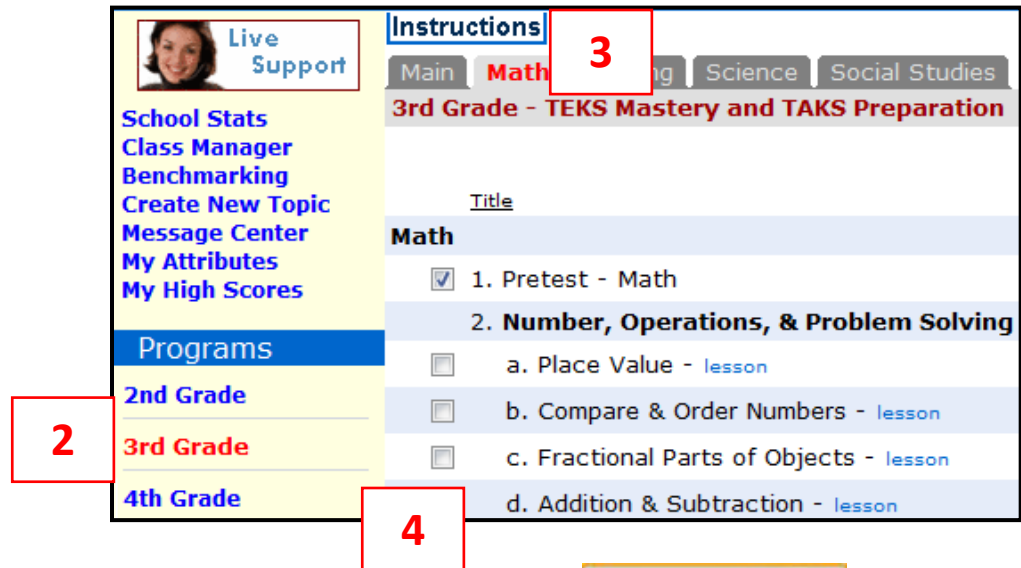 Live
Support
School Stats
Class Manager
Benchmarking
Create New Topic
Message Center
My Attributes
My High Scores
Programs
2nd Grade
2
3rd Grade
4th Grade
Instructions
3
Main Math Science Social Studies
3rd Grade - TEKS Mastery and TAKS Preparation
Title
Math
1. Pretest - Math
2. Number, Operations, & Problem Solving
a. Place Value - lesson
b. Compare & Order Numbers - lesson
c. Fractional Parts of Objects - lesson
d. Addition & Subtraction - lesson
4